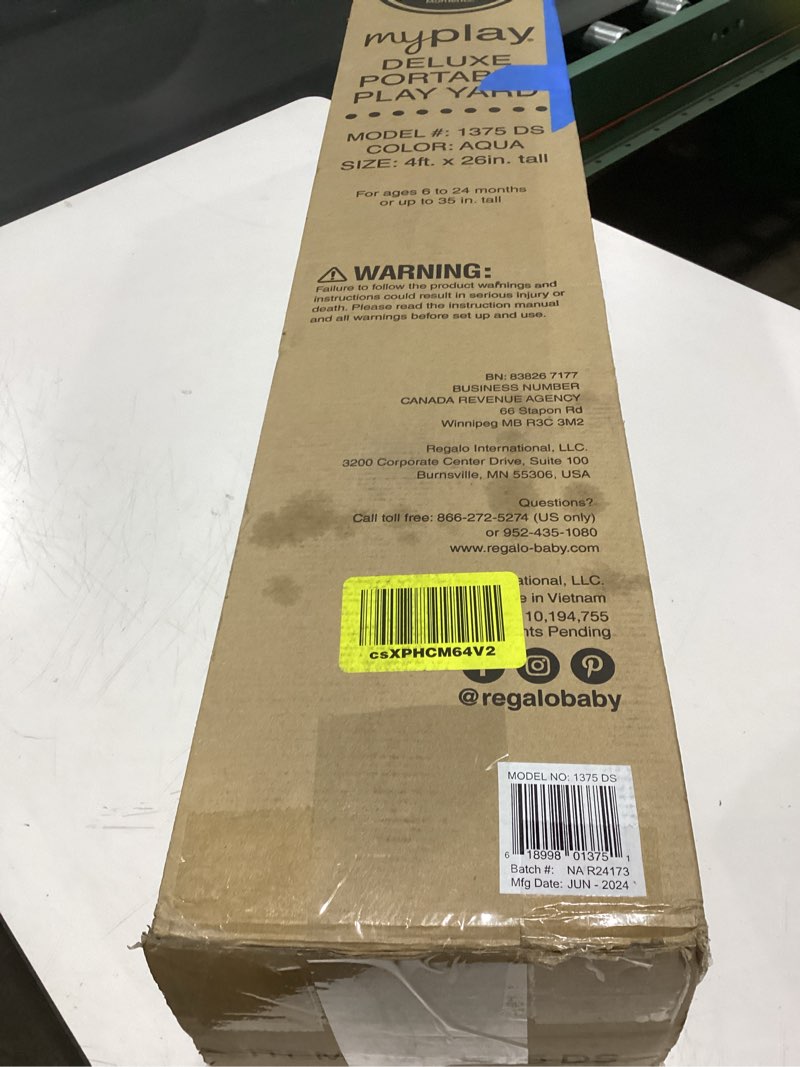 myplay
DELUXE
PLAY YARD
MODEL #: 1375 DS
COLOR: AQUA
SIZE: 4ft. x 26in. tall
For ages 6 to 24 months
or up to 35 in. tall
WARNING:
Failure to follow the product warnings and
instructions could result in serious injury or
death. Please read the instruction manual
and all warnings before set up and use.
BN: 83826 7177
BUSINESS NUMBER
CANADA REVENUE AGENCY
66 Stapon Rd
Winnipeg MB R3C 3M2
Regalo International, LLC.
3200 Corporate Center Drive, Suite 100
Burnsville, MN 55306, USA
Questions?
Call toll free: 866-272-5274 (US only)
or 952-435-1080
www.regalo-baby.com
LLC.
in Vietnam
10,194,755
Pending
csXPHCM64V2
@regalobaby
MODEL NO: 1375 DS
6 18998 01375 1
Batch #: NA R24173
Mfg Date: JUN - 2024